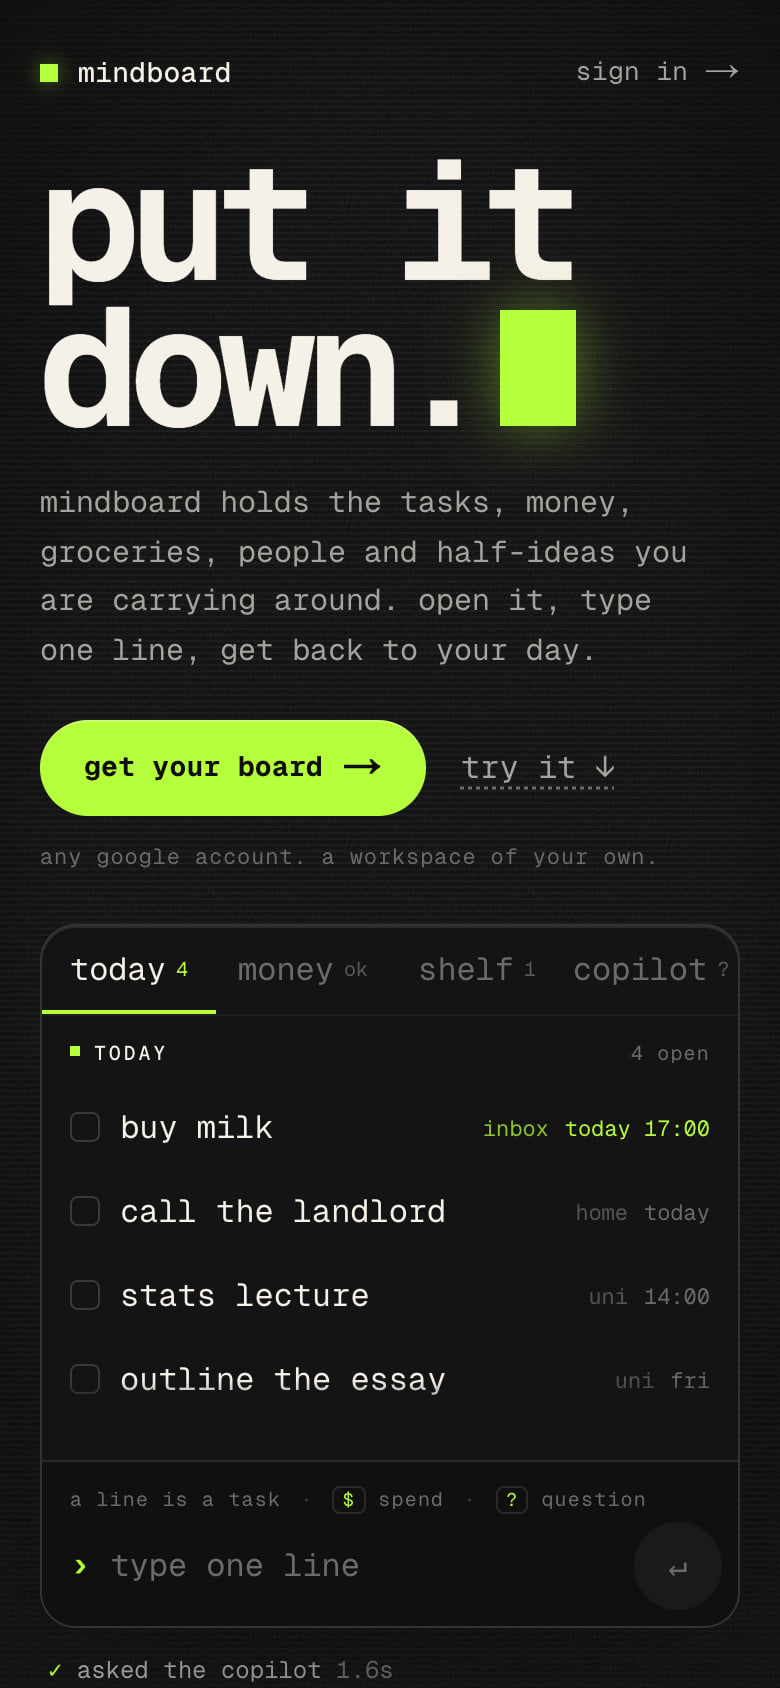 mindboard
sign in →
put it
down.
mindboard holds the tasks, money,
groceries, people and half-ideas you
are carrying around. open it, type
one line, get back to your day.
get your board →
try it ↓
any google account. a workspace of your own.
today 4 money ok shelf 1 copilot ?
TODAY 4 open
buy milk inbox today 17:00
call the landlord home today
stats lecture uni 14:00
outline the essay uni fri
a line is a task · $ spend · ? question
› type one line ↵
✓ asked the copilot 1.6s